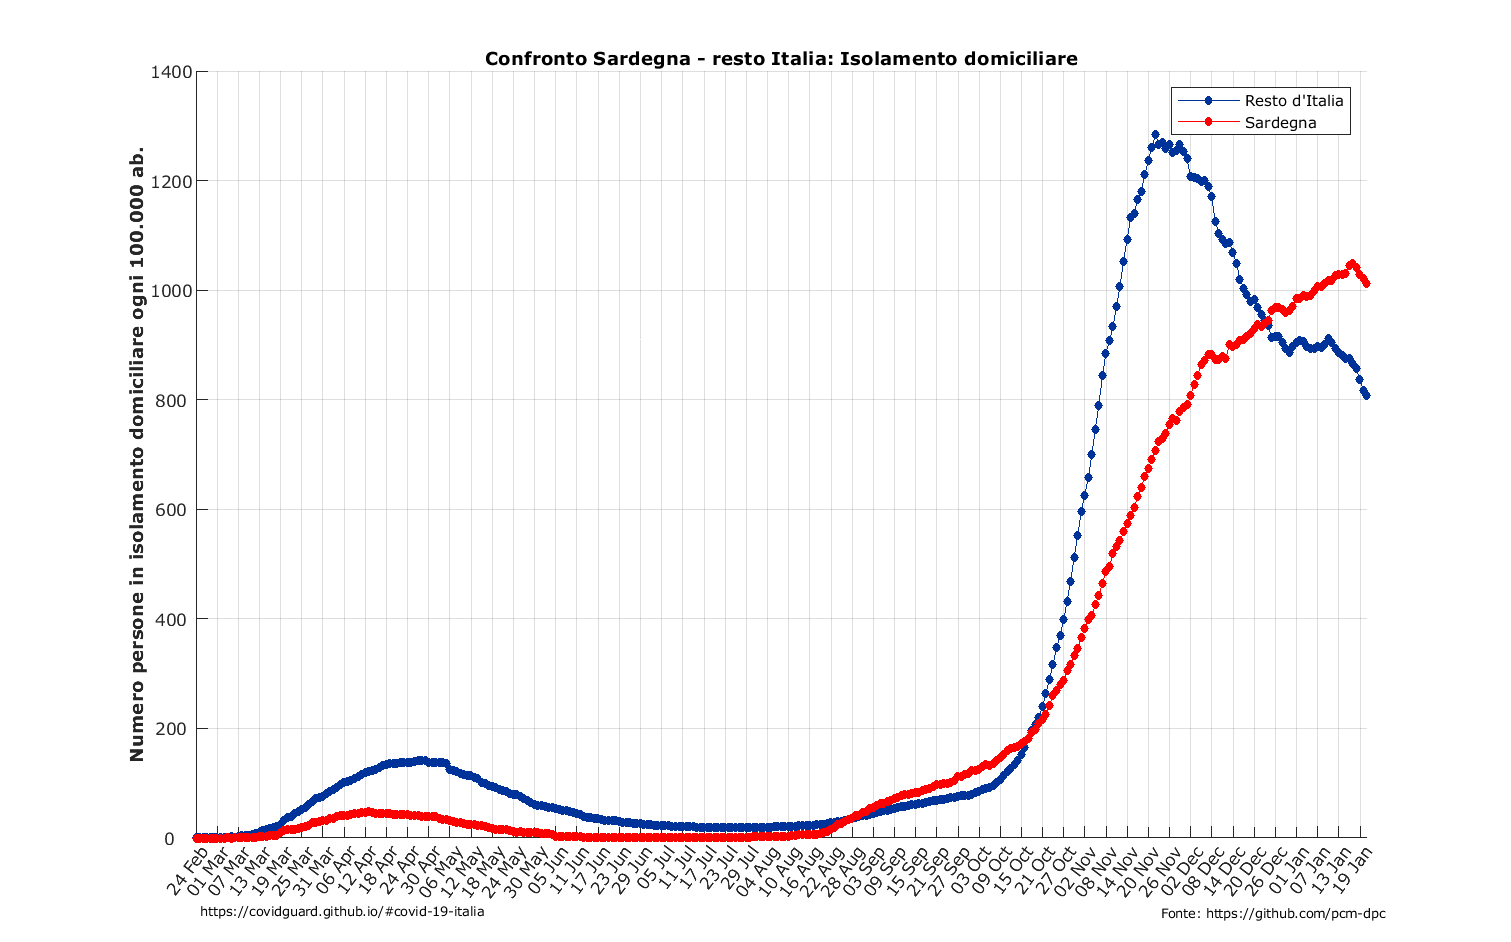 Confronto Sardegna - resto Italia: Isolamento domiciliare
Numero persone in isolamento domiciliare ogni 100.000 ab.
1400
1200
1000
800
600
400
200
0
Resto d'Italia
Sardegna
24 Feb
01 Mar
07 Mar
13 Mar
19 Mar
25 Mar
31 Mar
06 Apr
12 Apr
18 Apr
24 Apr
30 Apr
06 May
12 May
18 May
24 May
30 May
05 Jun
11 Jun
17 Jun
23 Jun
29 Jun
05 Jul
11 Jul
17 Jul
23 Jul
29 Jul
04 Aug
10 Aug
16 Aug
22 Aug
28 Aug
03 Sep
09 Sep
15 Sep
21 Sep
27 Sep
03 Oct
09 Oct
15 Oct
21 Oct
27 Oct
02 Nov
08 Nov
14 Nov
20 Nov
26 Nov
02 Dec
08 Dec
14 Dec
20 Dec
26 Dec
01 Jan
07 Jan
13 Jan
19 Jan
https://covidguard.github.io/#covid-19-italia
Fonte: https://github.com/pcm-dpc